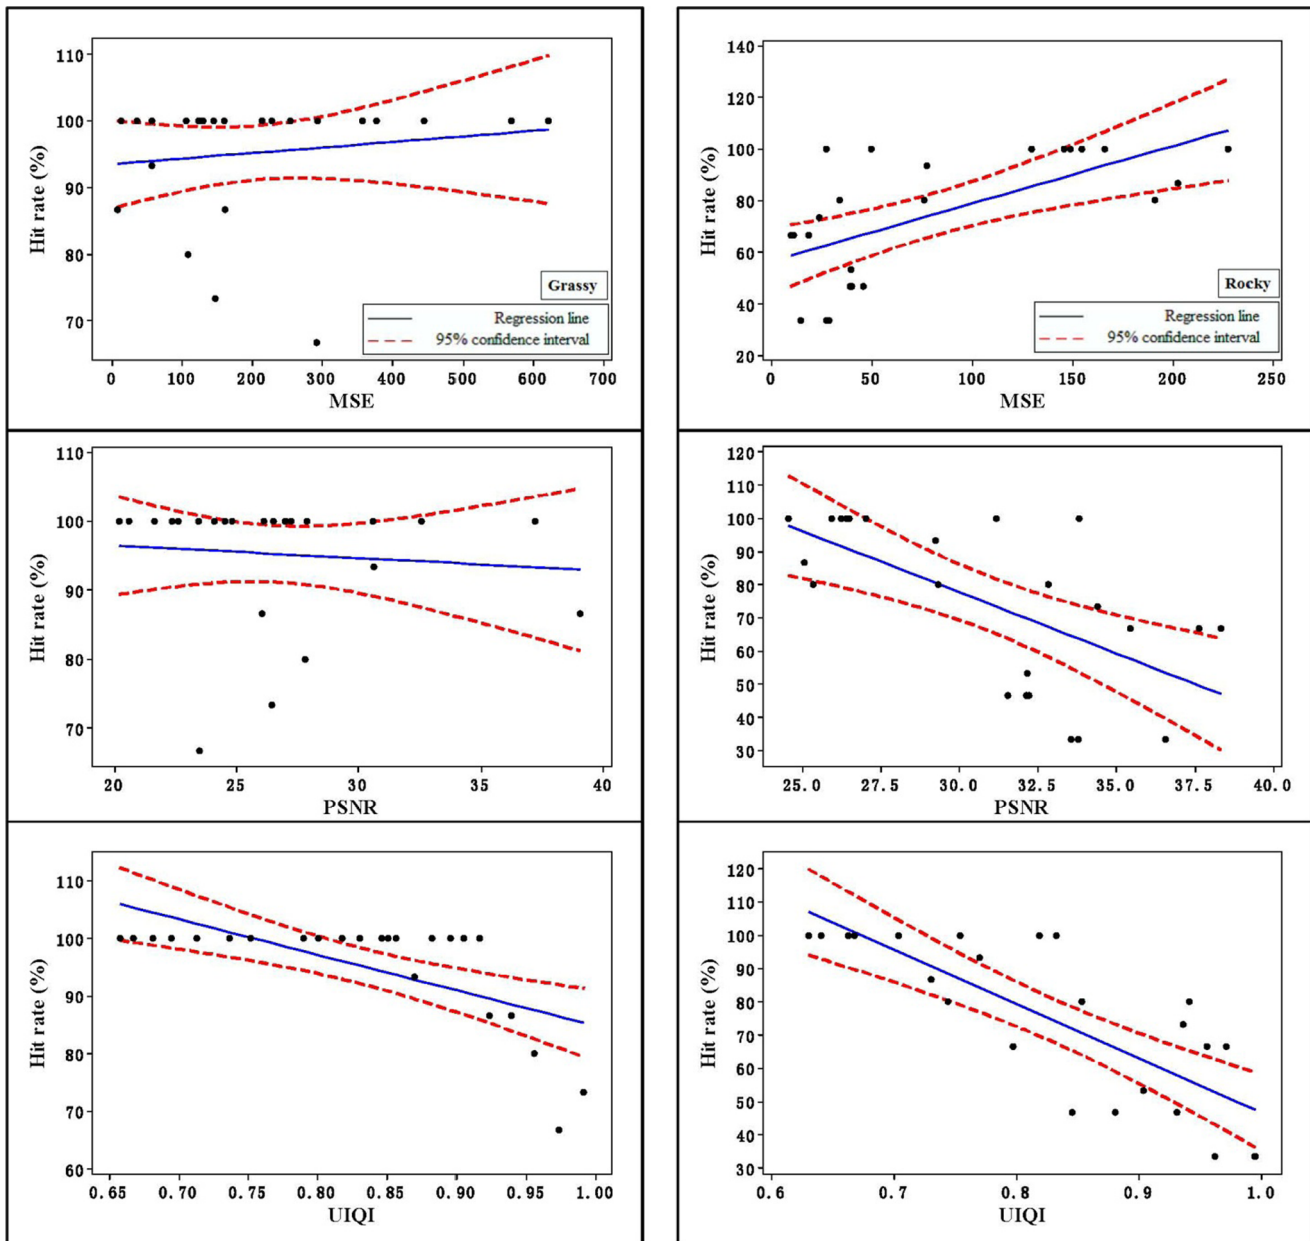 Hit rate (%)
110
100
90
80
70
0 100 200 300 400 500 600 700
MSE
Grassy
Regression line
95% confidence interval
Hit rate (%)
140
120
100
80
60
40
20
0 50 100 150 200 250
MSE
Rocky
Regression line
95% confidence interval
Hit rate (%)
110
100
90
80
70
20 25 30 35 40
PSNR
Hit rate (%)
120
110
100
90
80
70
60
50
40
30
25.0 27.5 30.0 32.5 35.0 37.5 40.0
PSNR
Hit rate (%)
110
100
90
80
70
60
0.65 0.70 0.75 0.80 0.85 0.90 0.95 1.00
UIQI
Hit rate (%)
120
110
100
90
80
70
60
50
40
30
0.6 0.7 0.8 0.9 1.0
UIQI